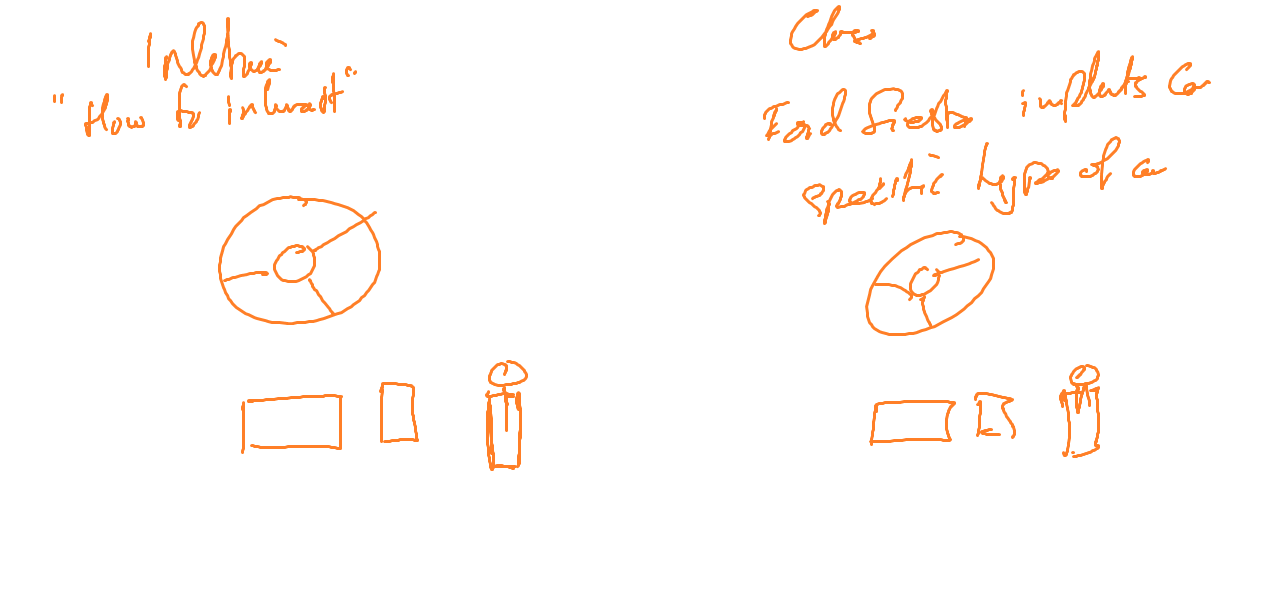 Interface
"How to interact"
Class
Ford Fiesta implements Car
specific type of car